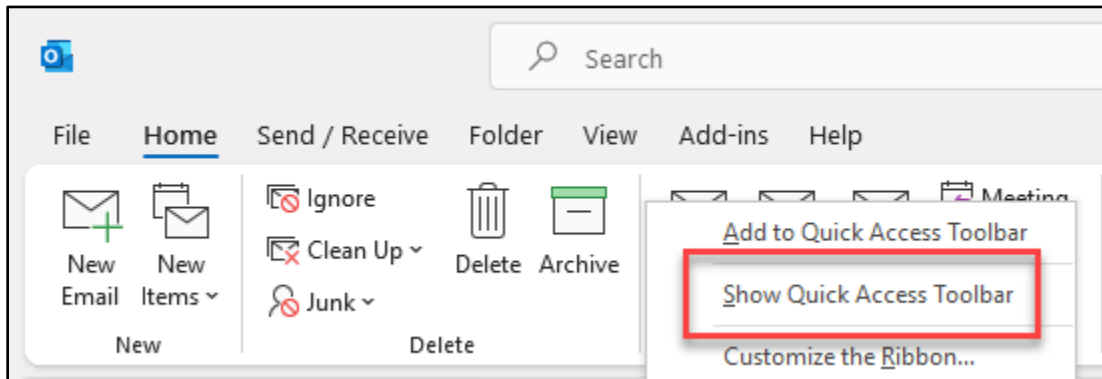 Search
File Home Send / Receive Folder View Add-ins Help
Ignore
Meeting
Clean Up
New
Email
New
Items
Delete Archive
Junk
New
Delete
Add to Quick Access Toolbar
Show Quick Access Toolbar
Customize the Ribbon...